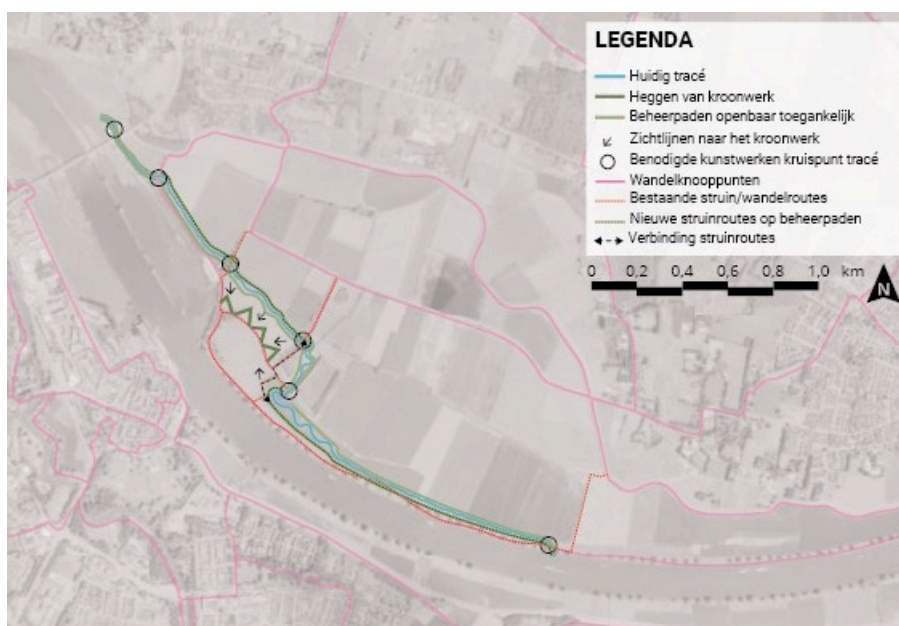 LEGENDA
Huidig tracé
Heggen van kroonwerk
Beheerpaden openbaar toegankelijk
Zichtlijnen naar het kroonwerk
Benodigde kunstwerken kruispunt tracé
Wandelknooppunten
Bestaande struin/wandelroutes
Nieuwe struinroutes op beheerpaden
Verbinding struinroutes
0 0,2 0,4 0,6 0,8 1,0 km
N